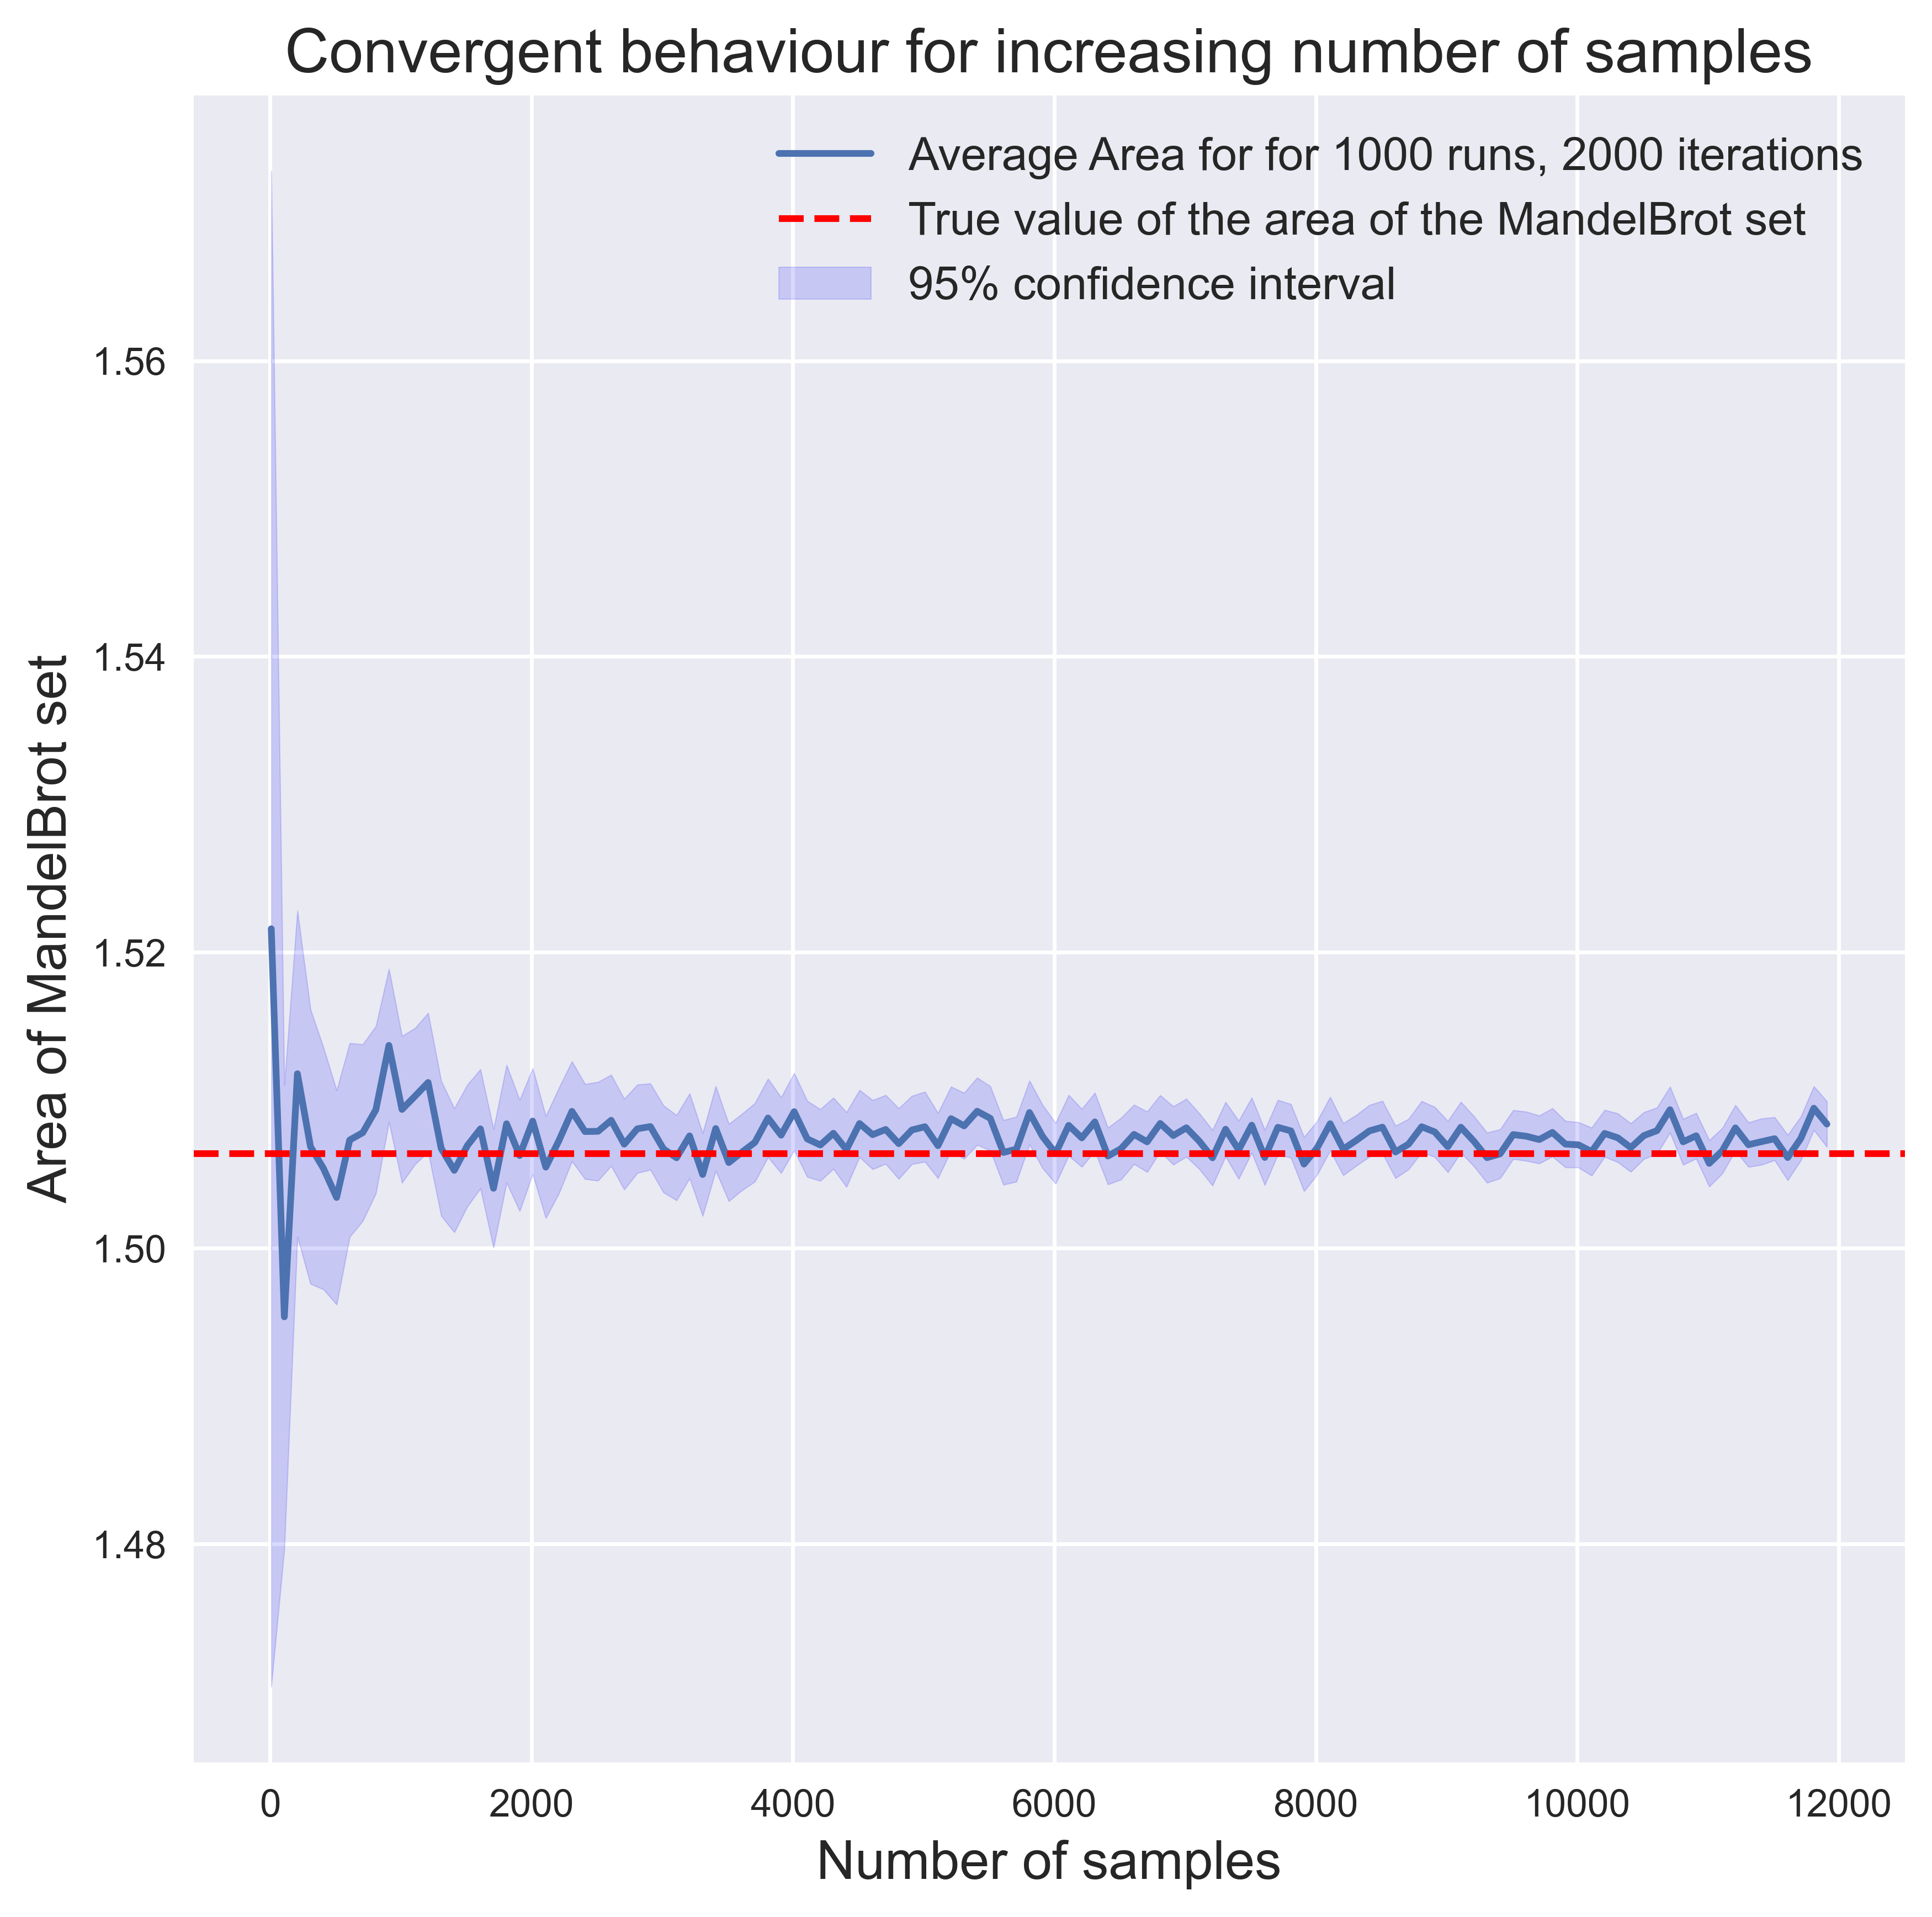 Convergent behaviour for increasing number of samples
Average Area for for 1000 runs, 2000 iterations
True value of the area of the MandelBrot set
95% confidence interval
Area of MandelBrot set
1.56
1.54
1.52
1.50
1.48
0 2000 4000 6000 8000 10000 12000
Number of samples